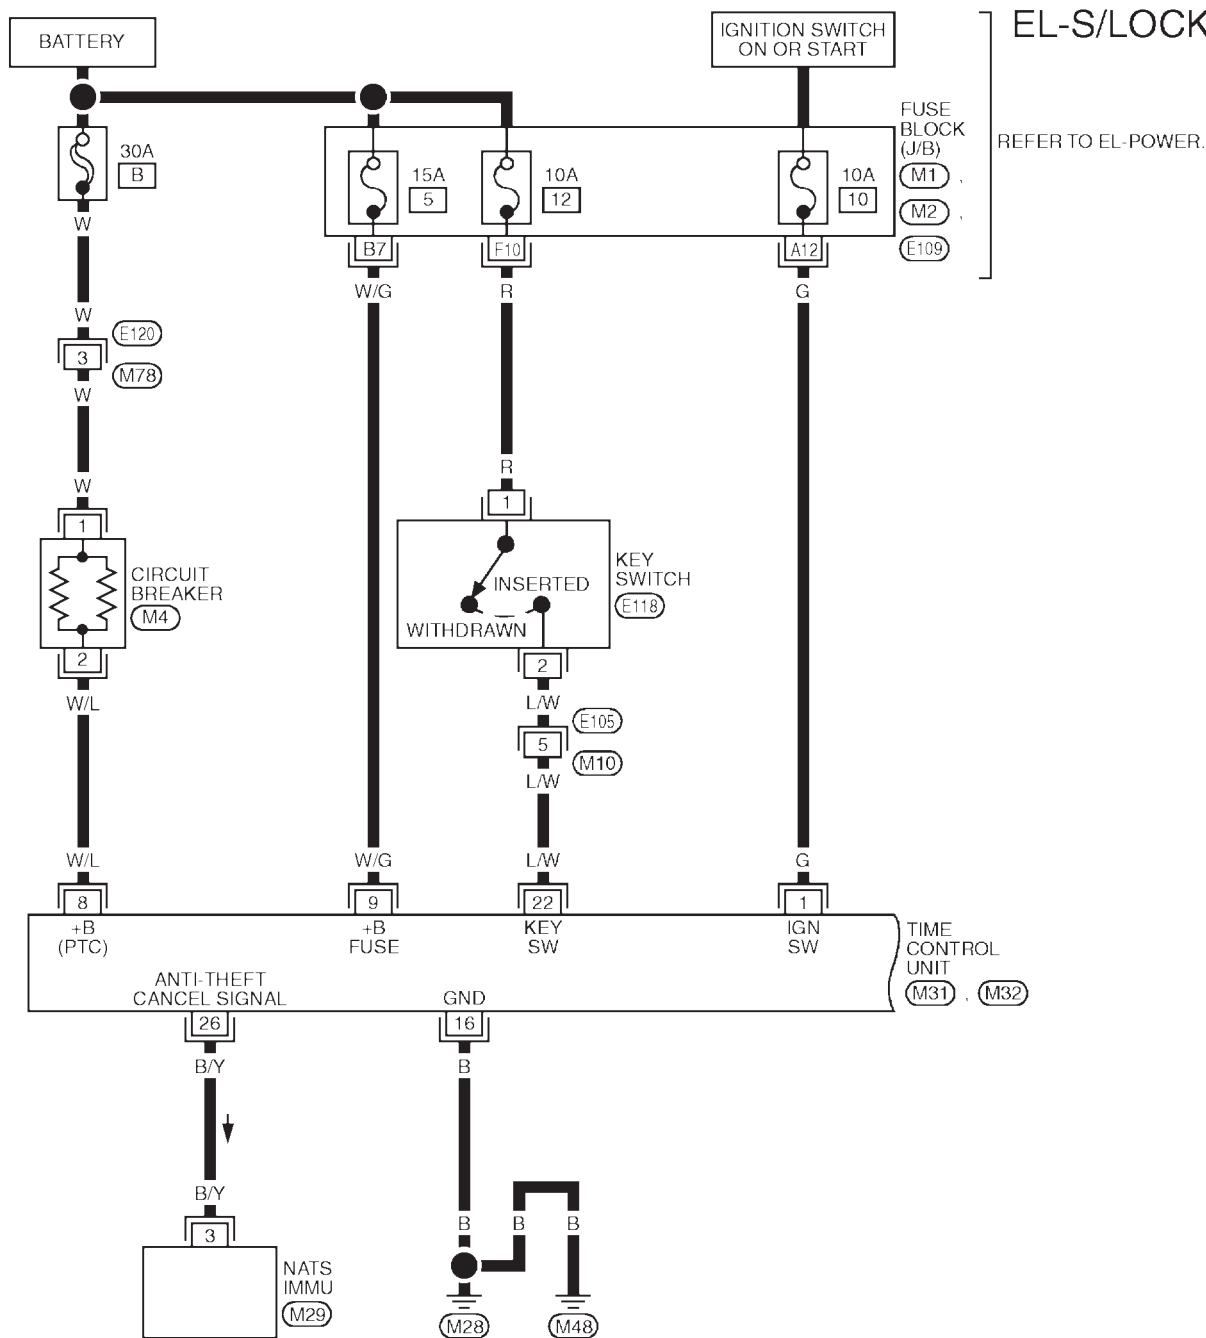 EL-S/LOCK
BATTERY
IGNITION SWITCH
ON OR START
REFER TO EL-POWER.
FUSE
BLOCK
(J/B)
M1 ,
M2 ,
E109
30A
B
15A
5
10A
12
10A
10
B7
F10
A12
W
W/G
R
G
W
E120
3
M78
W
W
R
1
1
CIRCUIT
BREAKER
M4
INSERTED
WITHDRAWN
KEY
SWITCH
E118
2
2
W/L
L/W
E105
5
M10
L/W
W/L
W/G
L/W
G
8
9
22
1
+B
(PTC)
+B
FUSE
KEY
SW
IGN
SW
TIME
CONTROL
UNIT
M31 , M32
ANTI-THEFT
CANCEL SIGNAL
GND
26
16
B/Y
B
B/Y
B
B
B
3
NATS
IMMU
M29
M28
M48